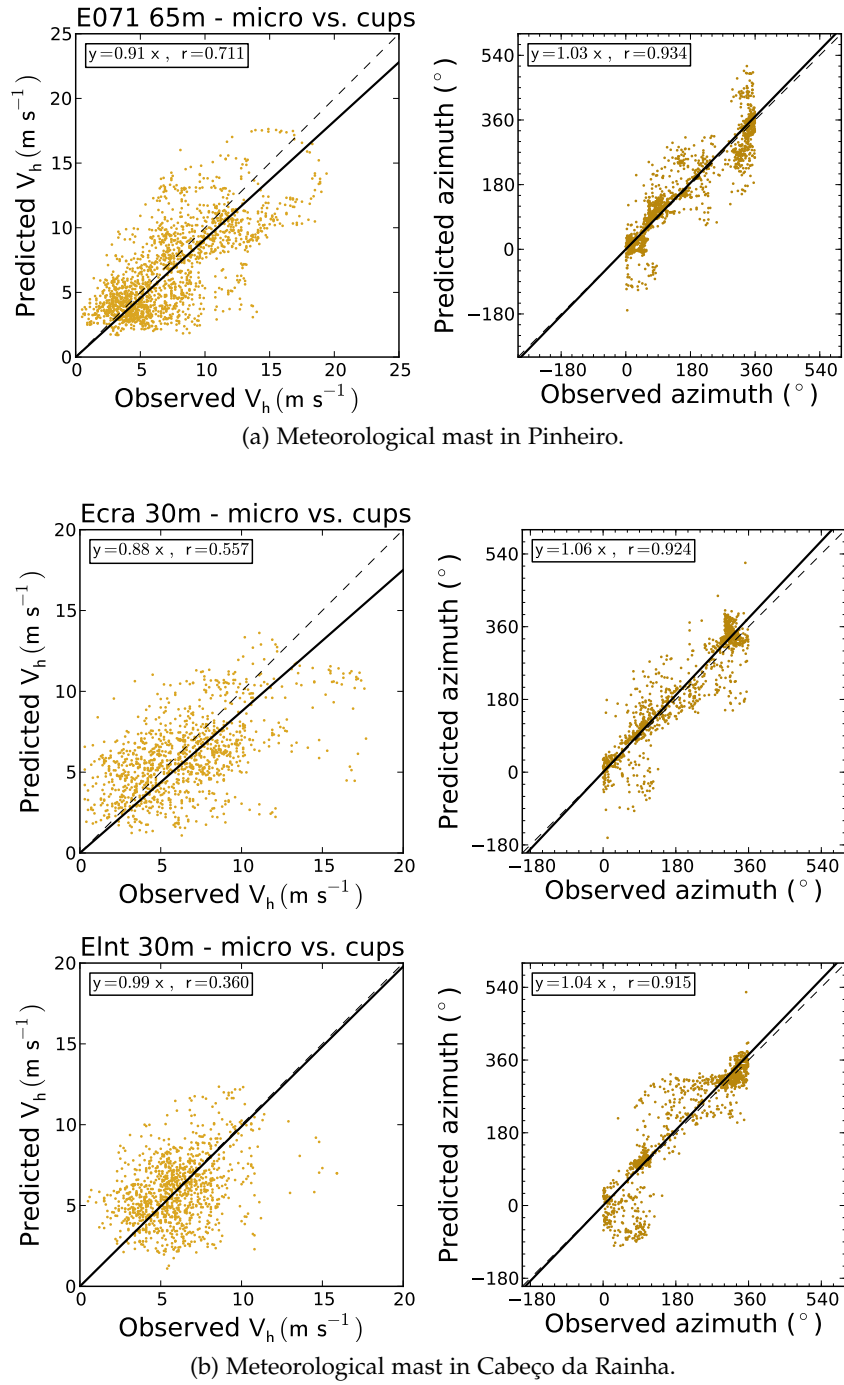 E071 65m - micro vs. cups
y=0.91 x , r=0.711
25
20
15
10
5
0
0 5 10 15 20 25
Predicted V_h (m s⁻¹)
Observed V_h (m s⁻¹)
y=1.03 x , r=0.934
540
360
180
0
−180
−180 0 180 360 540
Predicted azimuth (°)
Observed azimuth (°)
(a) Meteorological mast in Pinheiro.
Ecra 30m - micro vs. cups
y=0.88 x , r=0.557
20
15
10
5
0
0 5 10 15 20
Predicted V_h (m s⁻¹)
Observed V_h (m s⁻¹)
y=1.06 x , r=0.924
540
360
180
0
−180
−180 0 180 360 540
Predicted azimuth (°)
Observed azimuth (°)
Elnt 30m - micro vs. cups
y=0.99 x , r=0.360
20
15
10
5
0
0 5 10 15 20
Predicted V_h (m s⁻¹)
Observed V_h (m s⁻¹)
y=1.04 x , r=0.915
540
360
180
0
−180
−180 0 180 360 540
Predicted azimuth (°)
Observed azimuth (°)
(b) Meteorological mast in Cabeço da Rainha.